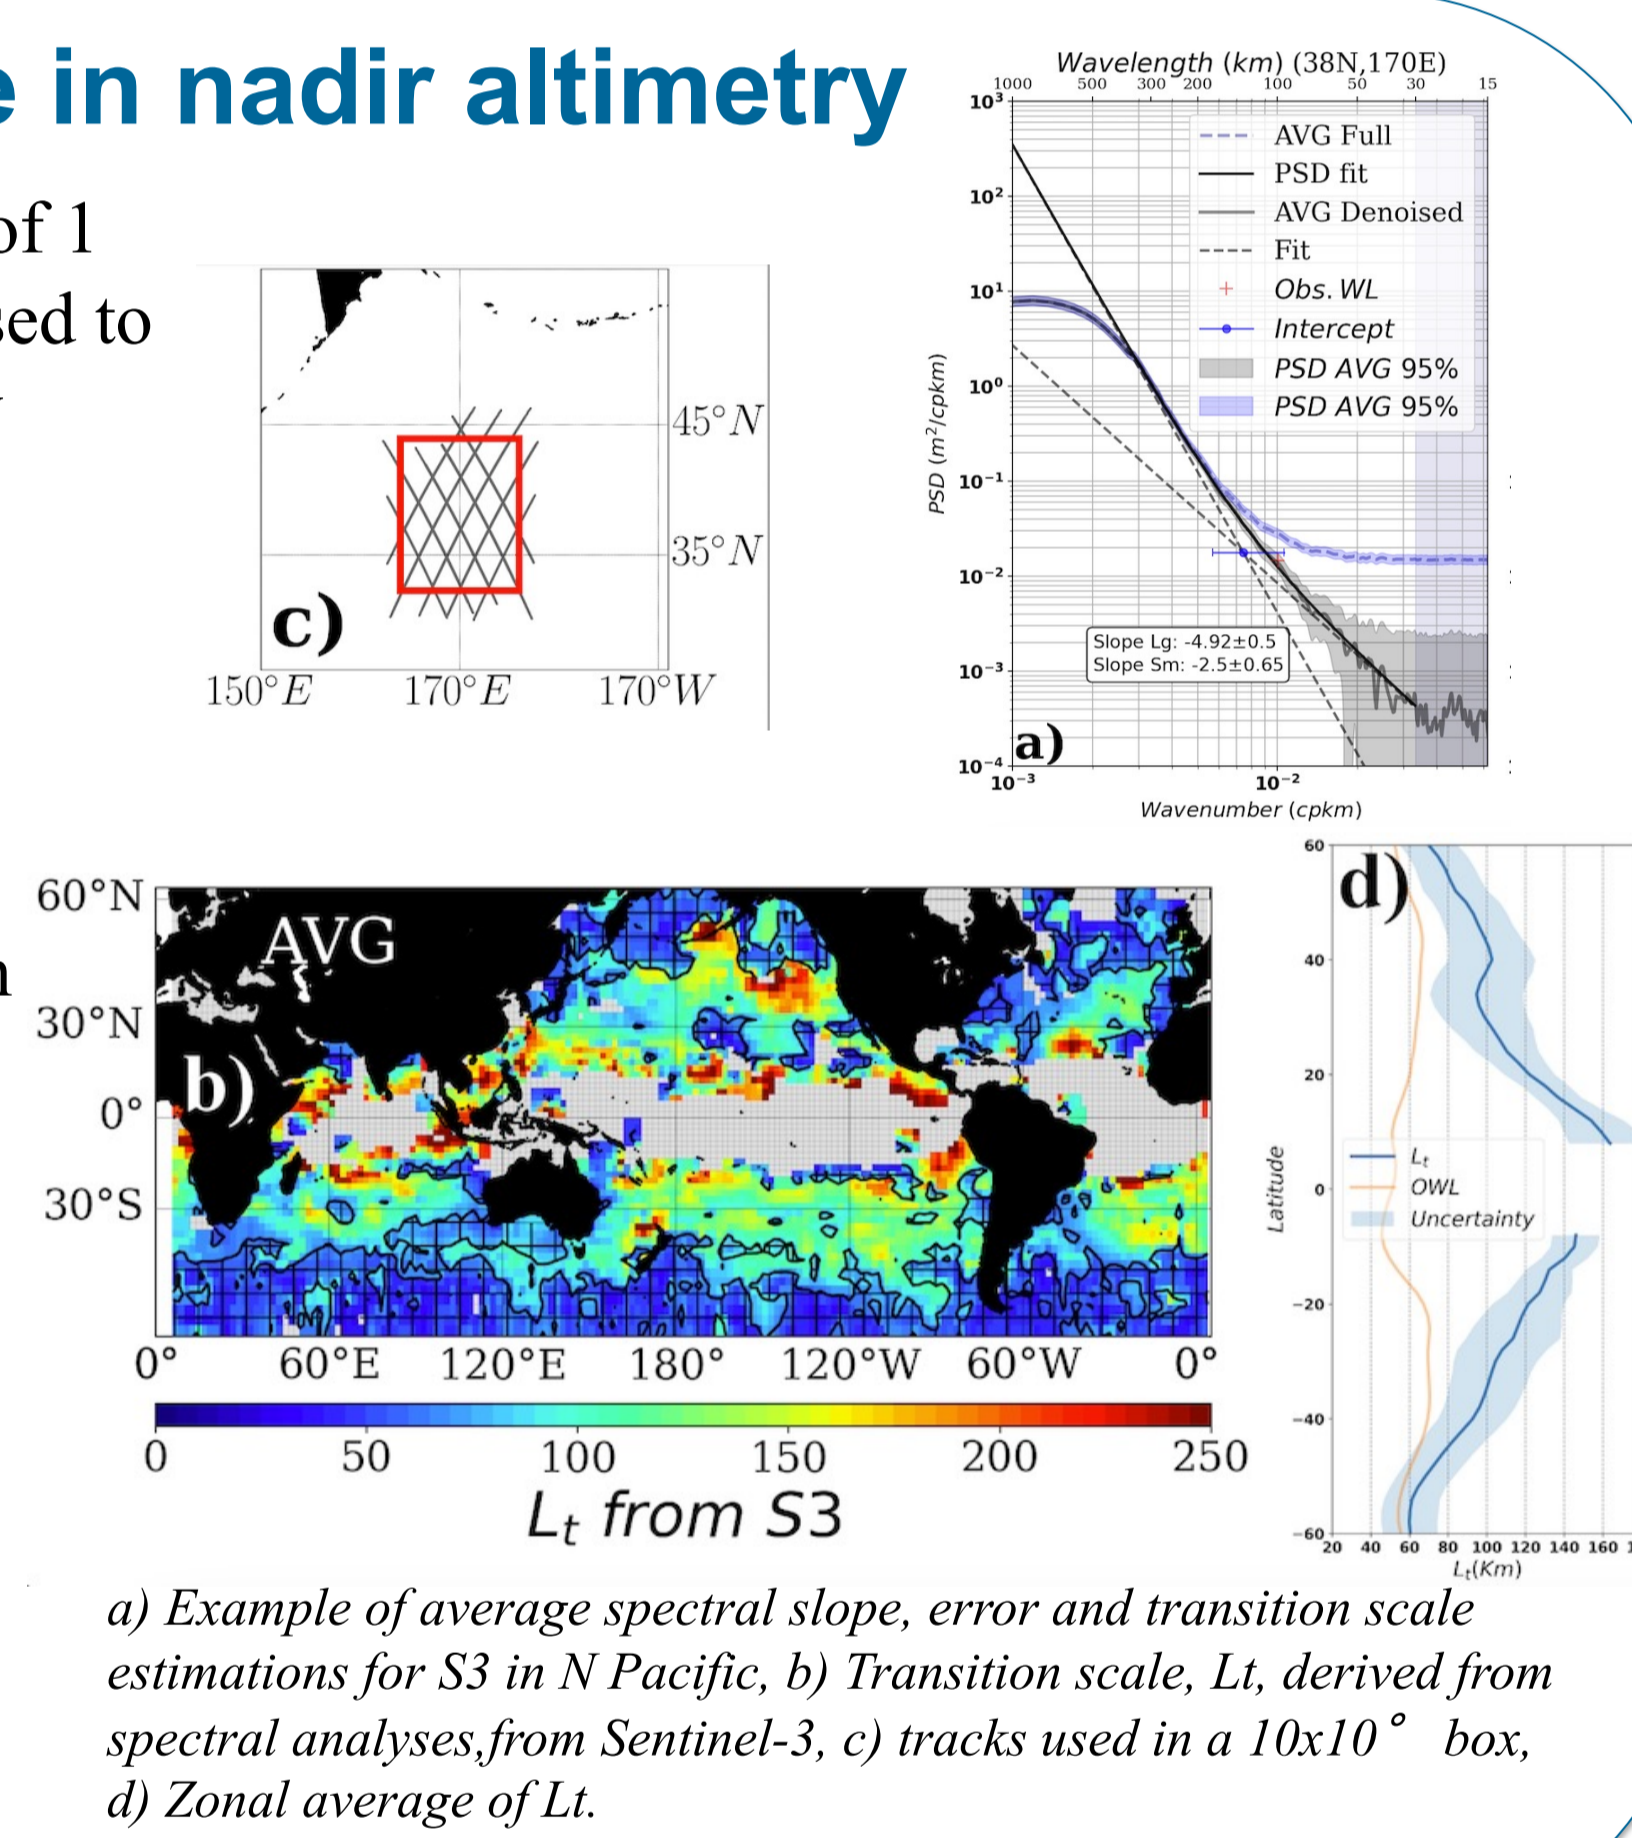 in nadir altimetry
of 1
sed to
45°N
35°N
c)
150°E 170°E 170°W
Wavelength (km) (38N,170E)
1000 500 300 200 100 50 30 15
AVG Full
PSD fit
AVG Denoised
Fit
Obs. WL
Intercept
PSD AVG 95%
PSD AVG 95%
10³
10²
10¹
10⁰
10⁻¹
10⁻²
10⁻³
10⁻⁴
PSD (m²/cpkm)
Slope Lg: -4.92±0.5
Slope Sm: -2.5±0.65
a)
10⁻³ 10⁻²
Wavenumber (cpkm)
60°N
30°N
0°
30°S
AVG
b)
0° 60°E 120°E 180° 120°W 60°W 0°
0 50 100 150 200 250
Lₜ from S3
d)
60
40
20
0
−20
−40
−60
Latitude
Lₜ
OWL
Uncertainty
20 40 60 80 100 120 140 160
Lₜ(Km)
a) Example of average spectral slope, error and transition scale
estimations for S3 in N Pacific, b) Transition scale, Lt, derived from
spectral analyses,from Sentinel-3, c) tracks used in a 10x10° box,
d) Zonal average of Lt.